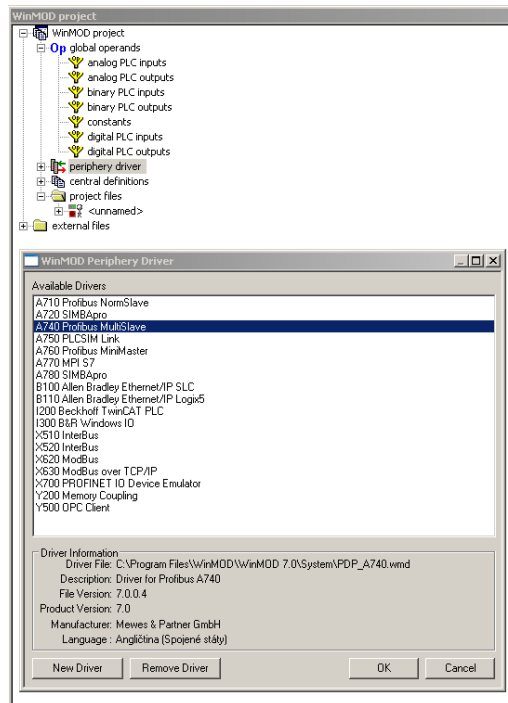 WinMOD project
WinMOD project
Op global operands
analog PLC inputs
analog PLC outputs
binary PLC inputs
binary PLC outputs
constants
digital PLC inputs
digital PLC outputs
periphery driver
central definitions
project files
<unnamed>
external files
WinMOD Periphery Driver
Available Drivers
A710 Profibus NormSlave
A720 SIMBApro
A740 Profibus MultiSlave
A750 PLCSIM Link
A760 Profibus MiniMaster
A770 MPI S7
A780 SIMBApro
B100 Allen Bradley Ethernet/IP SLC
B110 Allen Bradley Ethernet/IP Logix5
I200 Beckhoff TwinCAT PLC
I300 B&R Windows IO
X510 InterBus
X520 InterBus
X620 ModBus
X630 ModBus over TCP/IP
X700 PROFINET IO Device Emulator
Y200 Memory Coupling
Y500 OPC Client
Driver Information
Driver File: C:\Program Files\WinMOD\WinMOD 7.0\System\PDP_A740.wmd
Description: Driver for Profibus A740
File Version: 7.0.0.4
Product Version: 7.0
Manufacturer: Mewes & Partner GmbH
Language : Angličtina (Spojené státy)
New Driver Remove Driver OK Cancel